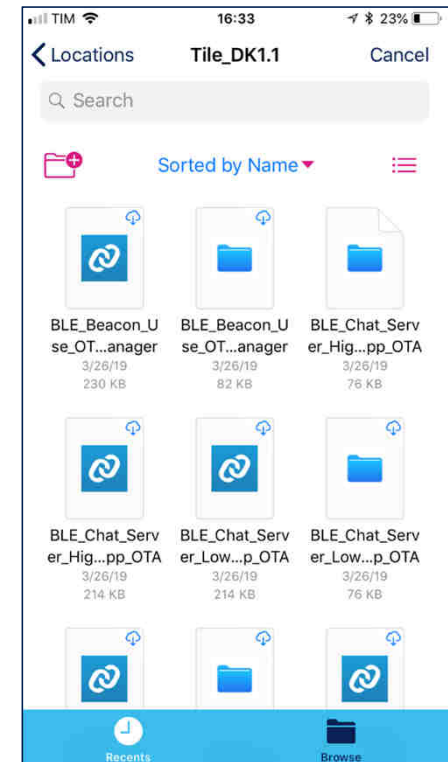 TIM 16:33 23%
Locations Tile_DK1.1 Cancel
Search
Sorted by Name
BLE_Beacon_U BLE_Beacon_U BLE_Chat_Serv
se_OT...anager se_OT...anager er_Hig...pp_OTA
3/26/19 3/26/19 3/26/19
230 KB 82 KB 76 KB
BLE_Chat_Serv BLE_Chat_Serv BLE_Chat_Serv
er_Hig...pp_OTA er_Low...p_OTA er_Low...p_OTA
3/26/19 3/26/19 3/26/19
214 KB 214 KB 76 KB
Recents Browse